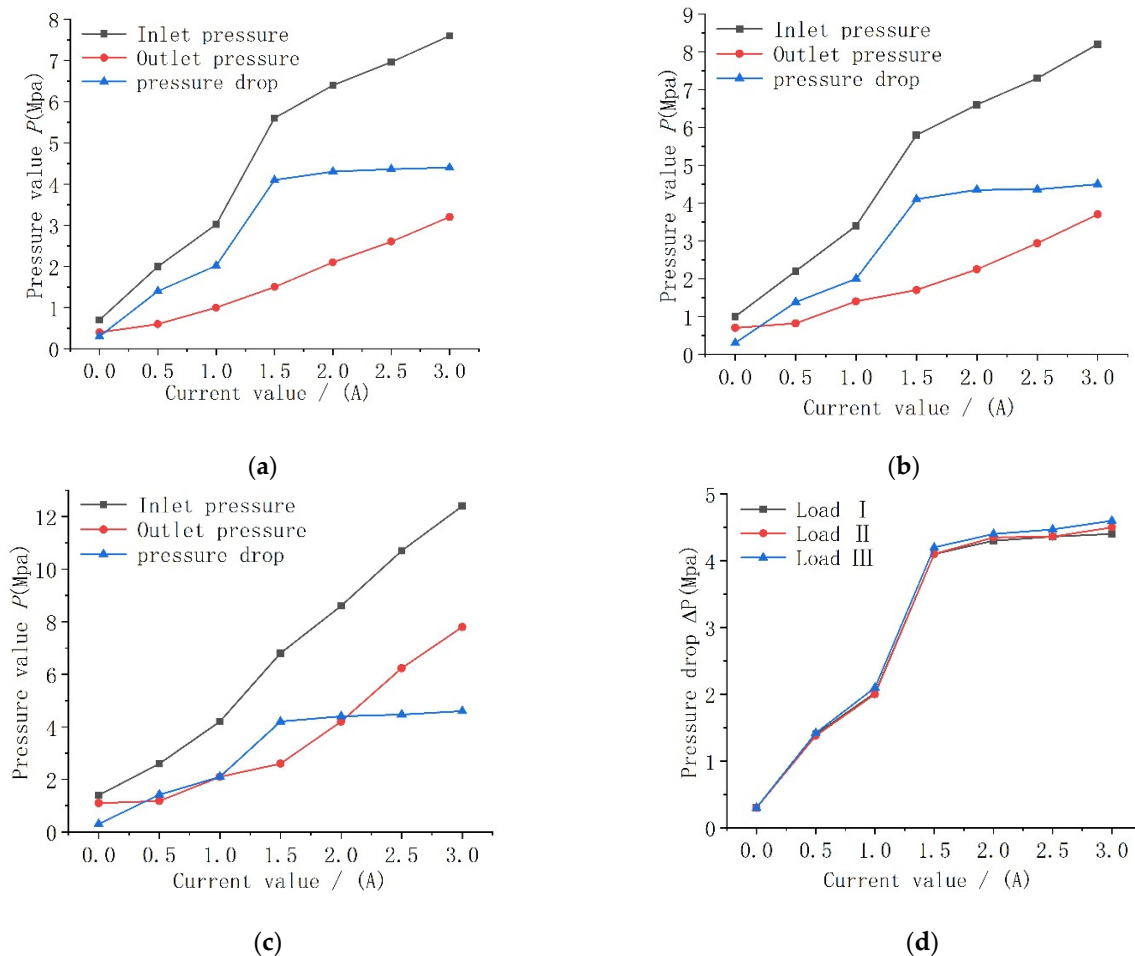 8
7
6
5
4
3
2
1
0
Pressure value P(Mpa)
Inlet pressure
Outlet pressure
pressure drop
0.0 0.5 1.0 1.5 2.0 2.5 3.0
Current value / (A)
(a)
9
8
7
6
5
4
3
2
1
0
Pressure value P(Mpa)
Inlet pressure
Outlet pressure
pressure drop
0.0 0.5 1.0 1.5 2.0 2.5 3.0
Current value / (A)
(b)
12
10
8
6
4
2
0
Pressure value P(Mpa)
Inlet pressure
Outlet pressure
pressure drop
0.0 0.5 1.0 1.5 2.0 2.5 3.0
Current value / (A)
(c)
5
4
3
2
1
0
Pressure drop ΔP(Mpa)
Load Ⅰ
Load Ⅱ
Load Ⅲ
0.0 0.5 1.0 1.5 2.0 2.5 3.0
Current value / (A)
(d)